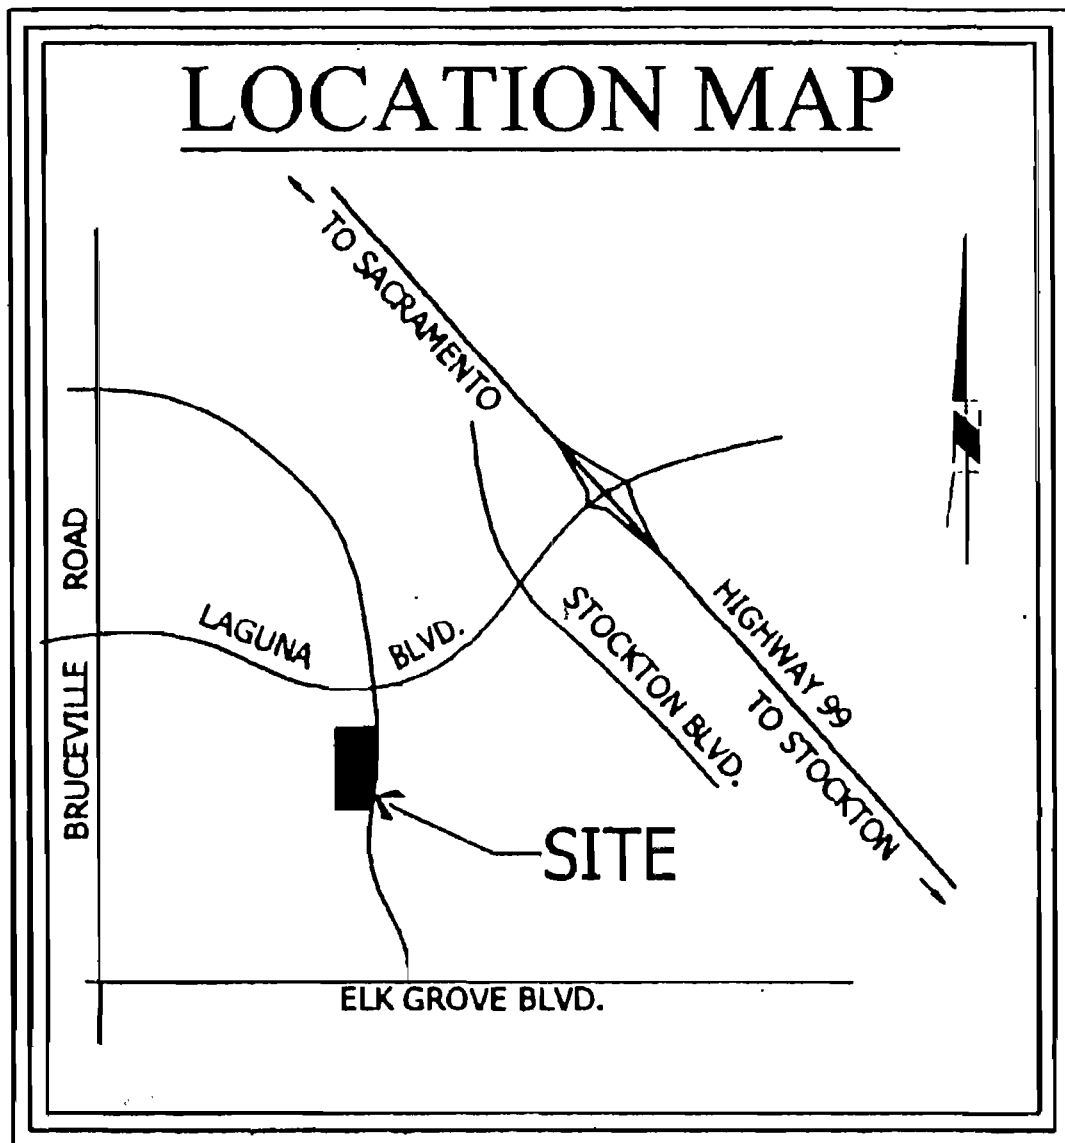 LOCATION MAP
TO SACRAMENTO
N
BRUCEVILLE ROAD
LAGUNA BLVD.
STOCKTON BLVD.
HIGHWAY 99
TO STOCKTON
SITE
ELK GROVE BLVD.